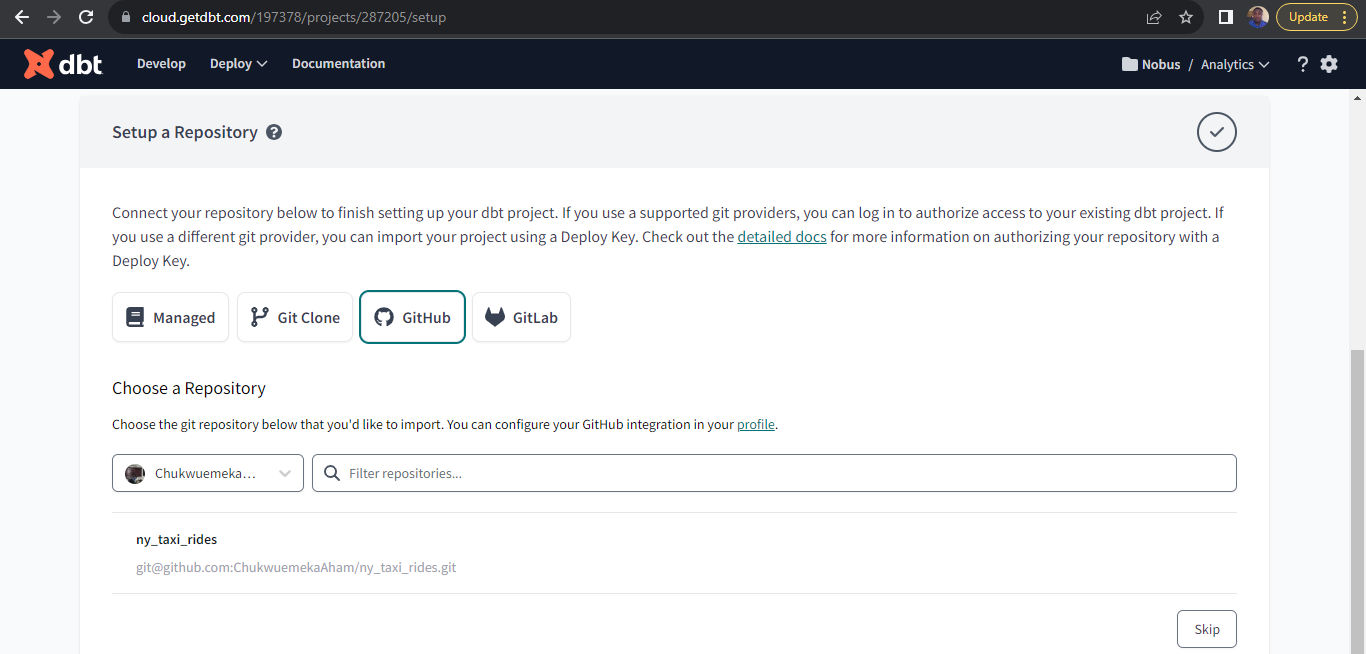 cloud.getdbt.com/197378/projects/287205/setup
Update
dbt
Develop
Deploy
Documentation
Nobus / Analytics
?
Setup a Repository ?
Connect your repository below to finish setting up your dbt project. If you use a supported git providers, you can log in to authorize access to your existing dbt project. If
you use a different git provider, you can import your project using a Deploy Key. Check out the detailed docs for more information on authorizing your repository with a
Deploy Key.
Managed
Git Clone
GitHub
GitLab
Choose a Repository
Choose the git repository below that you'd like to import. You can configure your GitHub integration in your profile.
Chukwuemeka...
Filter repositories...
ny_taxi_rides
git@github.com:ChukwuemekaAham/ny_taxi_rides.git
Skip